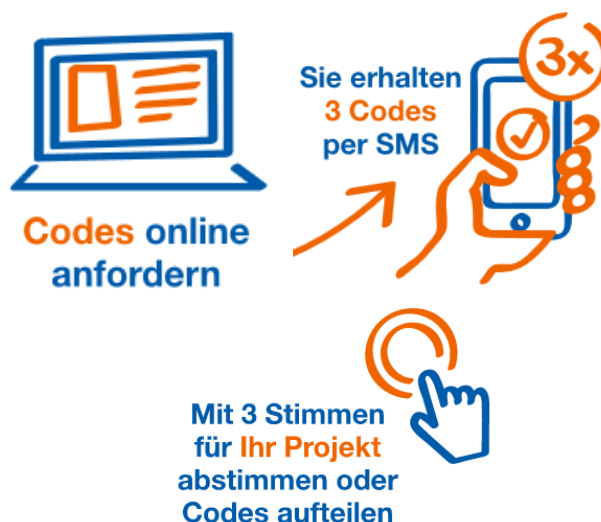 Codes online
anfordern
Sie erhalten
3 Codes
per SMS
3x
Mit 3 Stimmen
für Ihr Projekt
abstimmen oder
Codes aufteilen